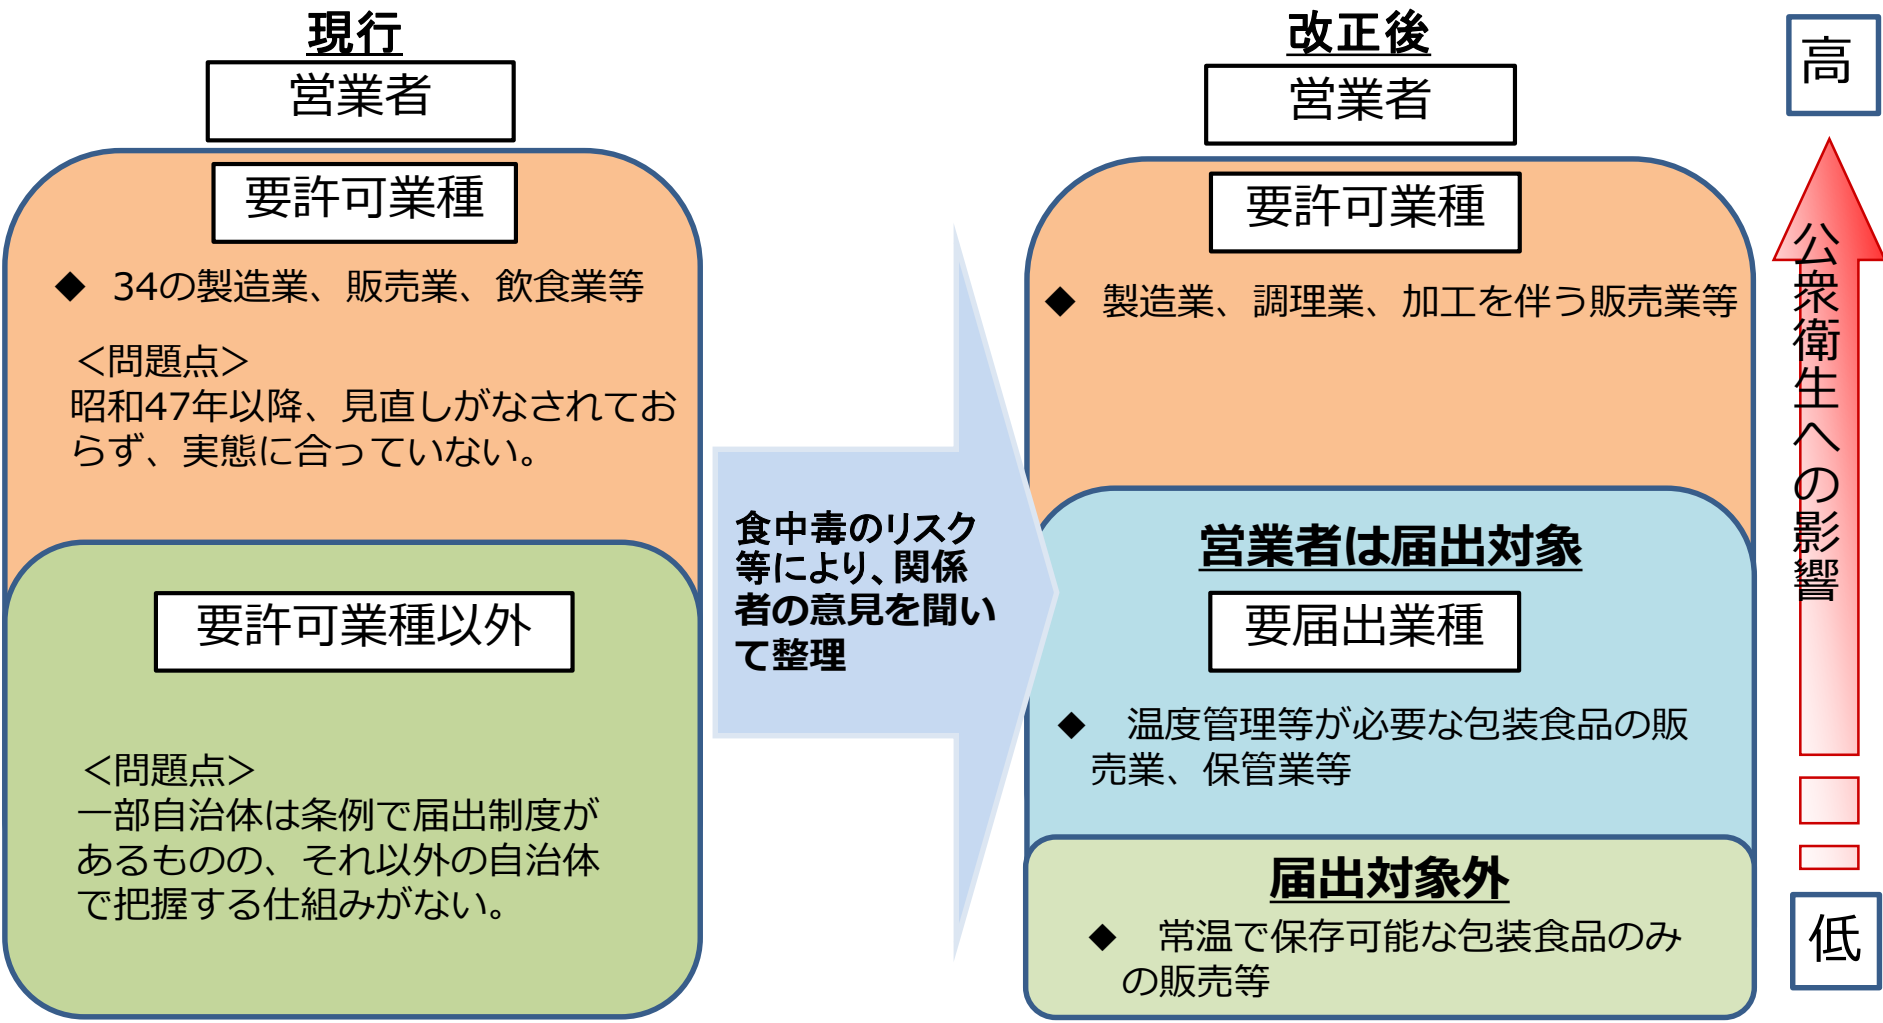 現行
営業者
要許可業種
◆ 34の製造業、販売業、飲食業等
＜問題点＞
昭和47年以降、見直しがなされてお
らず、実態に合っていない。
要許可業種以外
＜問題点＞
一部自治体は条例で届出制度が
あるものの、それ以外の自治体
で把握する仕組みがない。
食中毒のリスク
等により、関係
者の意見を聞い
て整理
改正後
営業者
要許可業種
◆ 製造業、調理業、加工を伴う販売業等
営業者は届出対象
要届出業種
◆ 温度管理等が必要な包装食品の販
売業、保管業等
届出対象外
◆ 常温で保存可能な包装食品のみ
の販売等
高
公衆衛生への影響
低